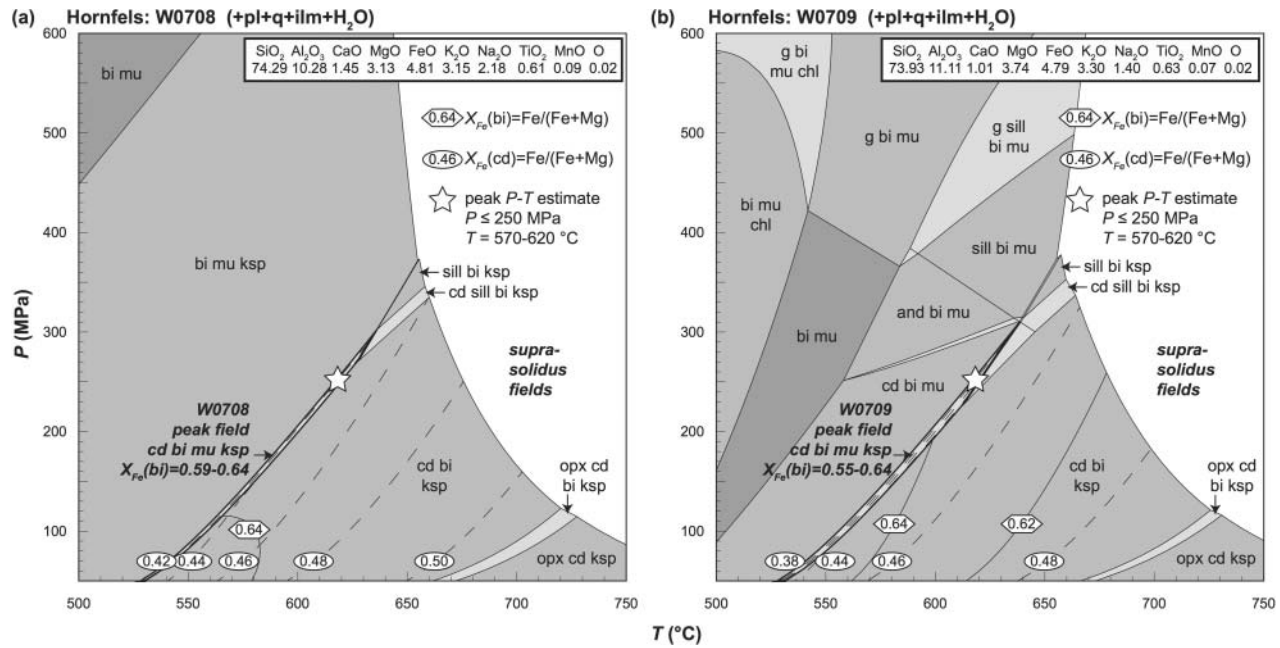 (a) Hornfels: W0708 (+pl+q+ilm+H2O)
SiO2 Al2O3 CaO MgO FeO K2O Na2O TiO2 MnO O
74.29 10.28 1.45 3.13 4.81 3.15 2.18 0.61 0.09 0.02
bi mu
0.64 XFe(bi)=Fe/(Fe+Mg)
0.46 XFe(cd)=Fe/(Fe+Mg)
peak P-T estimate
P ≤ 250 MPa
T = 570-620 °C
bi mu ksp
sill bi ksp
cd sill bi ksp
supra-
solidus
fields
W0708
peak field
cd bi mu ksp
XFe(bi)=0.59-0.64
cd bi
ksp
opx cd
bi ksp
0.64
0.42 0.44 0.46 0.48 0.50
opx cd ksp
600
500
400
300
200
100
P (MPa)
500 550 600 650 700 750
(b) Hornfels: W0709 (+pl+q+ilm+H2O)
SiO2 Al2O3 CaO MgO FeO K2O Na2O TiO2 MnO O
73.93 11.11 1.01 3.74 4.79 3.30 1.40 0.63 0.07 0.02
g bi
mu chl
0.64 XFe(bi)=Fe/(Fe+Mg)
g bi mu
g sill
bi mu
0.46 XFe(cd)=Fe/(Fe+Mg)
peak P-T estimate
P ≤ 250 MPa
T = 570-620 °C
bi mu
chl
sill bi mu
sill bi ksp
cd sill bi ksp
and bi mu
bi mu
cd bi mu
supra-
solidus
fields
W0709
peak field
cd bi mu ksp
XFe(bi)=0.55-0.64
cd bi
ksp
opx cd
bi ksp
0.64 0.62
0.38 0.44 0.46 0.48
opx cd ksp
600
500
400
300
200
100
500 550 600 650 700 750
T (°C)